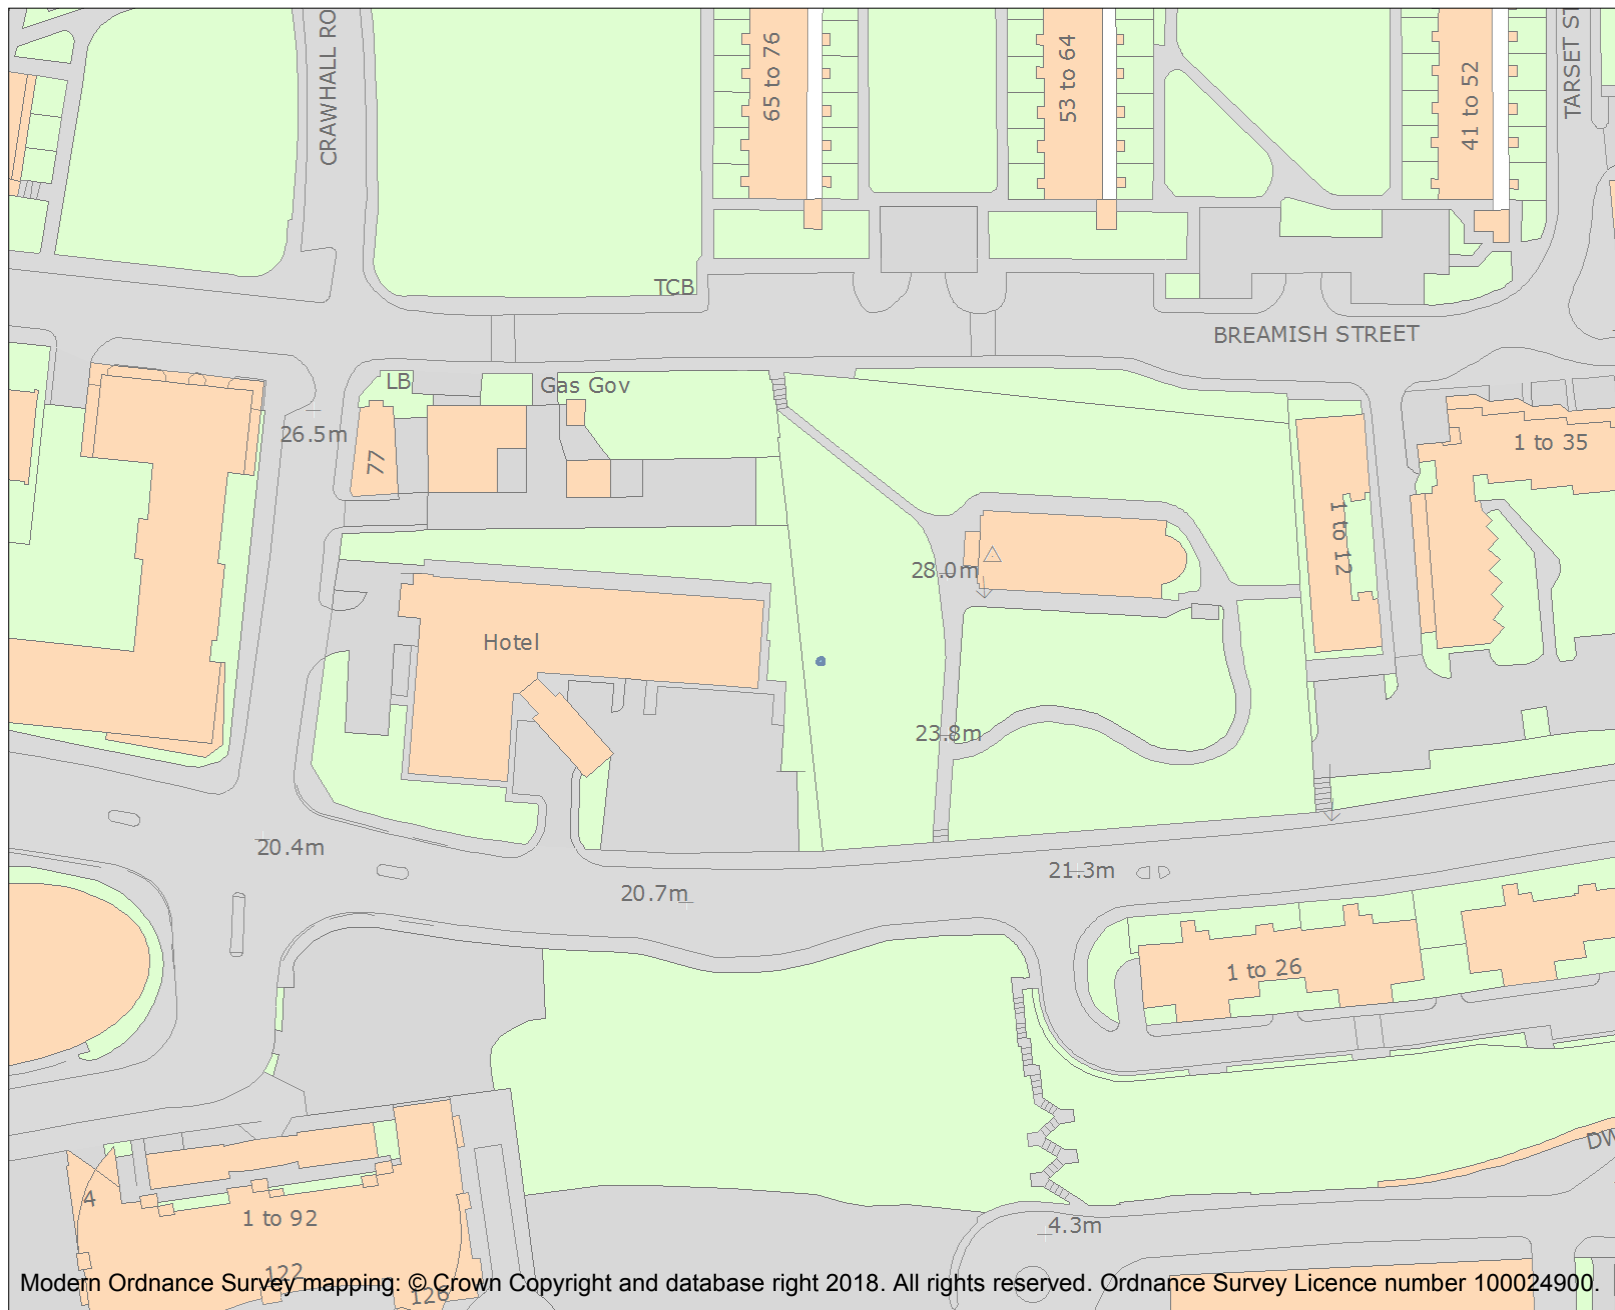 CRAWHALL RO
65 to 76
53 to 64
41 to 52
TARSET ST
TCB
BREAMISH STREET
LB
Gas Gov
26.5m
77
1 to 35
1 to 12
28.0m
Hotel
23.8m
20.4m
21.3m
20.7m
1 to 26
DW
4
1 to 92
4.3m
122
126
Modern Ordnance Survey mapping: © Crown Copyright and database right 2018. All rights reserved. Ordnance Survey Licence number 100024900.